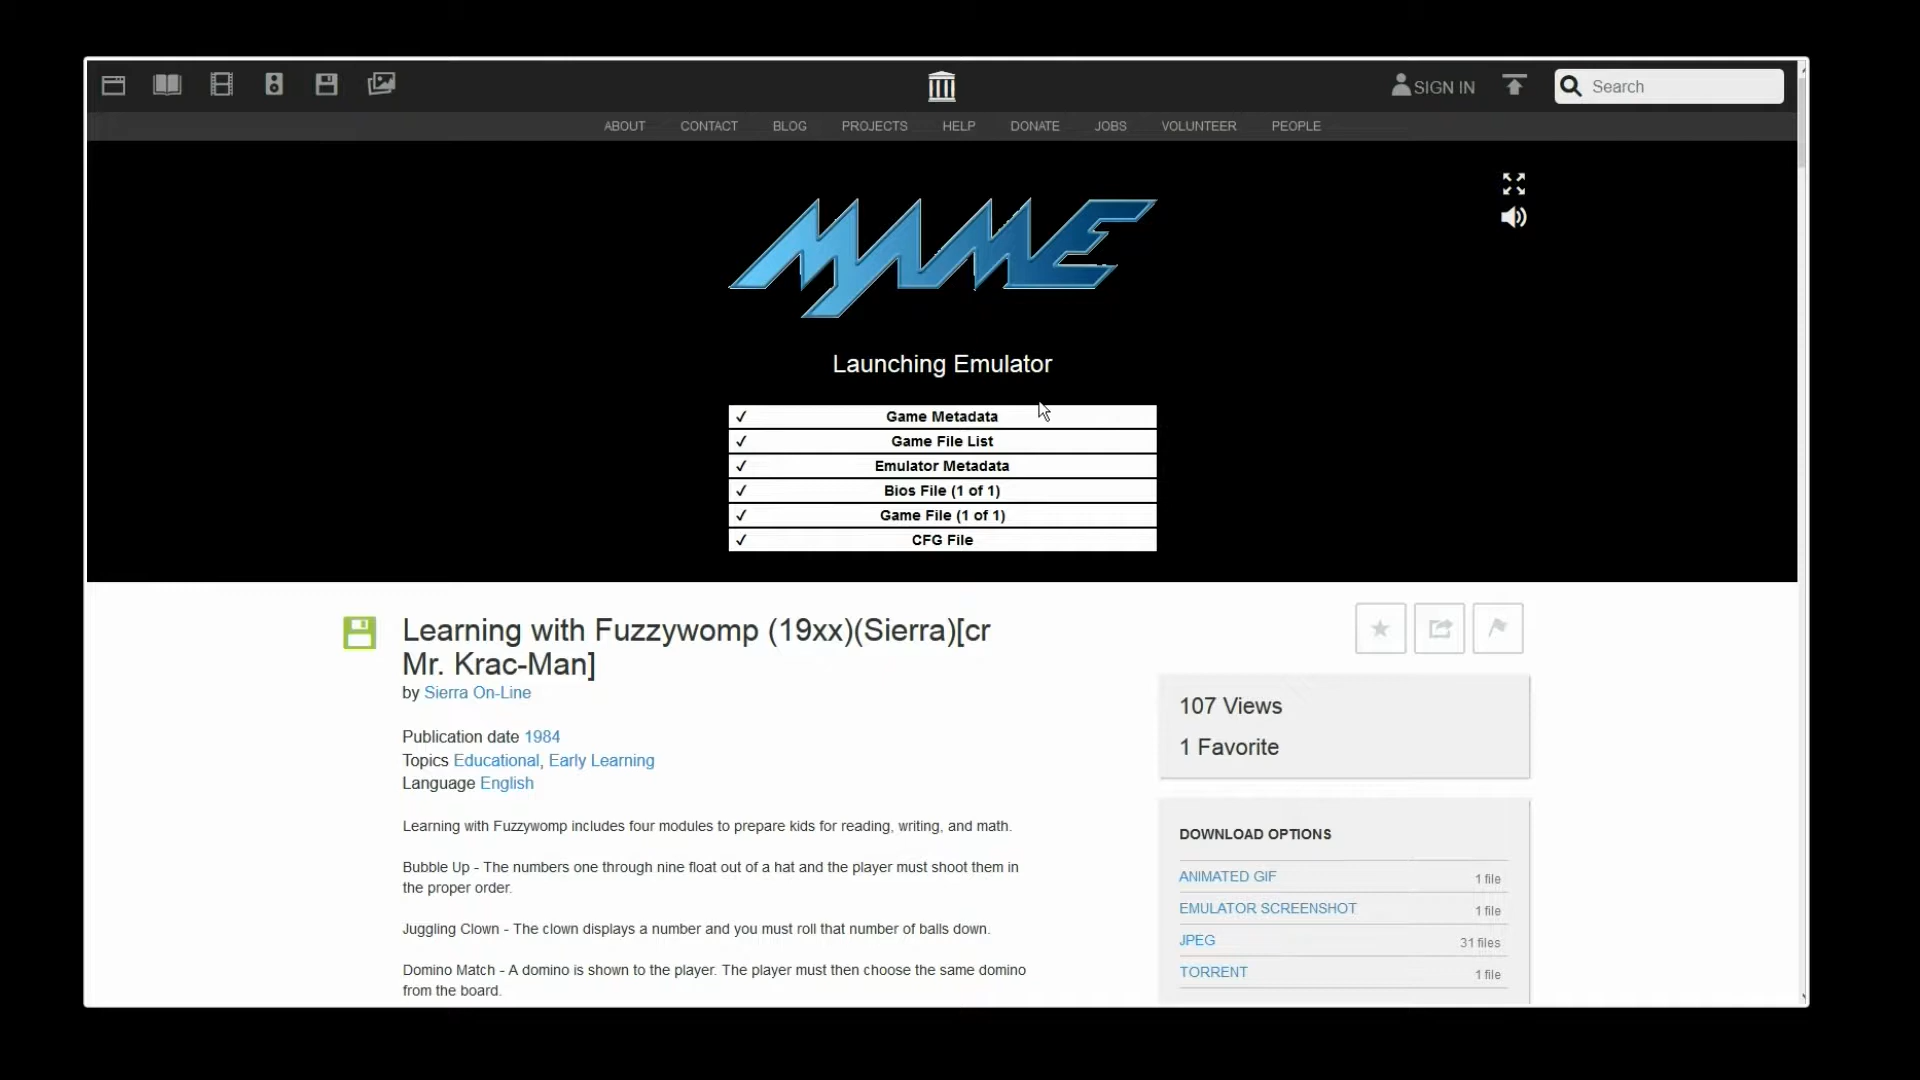 SIGN IN
Search
ABOUT CONTACT BLOG PROJECTS HELP DONATE JOBS VOLUNTEER PEOPLE
MAME
Launching Emulator
✓ Game Metadata
✓ Game File List
✓ Emulator Metadata
✓ Bios File (1 of 1)
✓ Game File (1 of 1)
✓ CFG File
Learning with Fuzzywomp (19xx)(Sierra)[cr
Mr. Krac-Man]
by Sierra On-Line
Publication date 1984
Topics Educational, Early Learning
Language English
Learning with Fuzzywomp includes four modules to prepare kids for reading, writing, and math.
Bubble Up - The numbers one through nine float out of a hat and the player must shoot them in
the proper order.
Juggling Clown - The clown displays a number and you must roll that number of balls down.
Domino Match - A domino is shown to the player. The player must then choose the same domino
from the board.
107 Views
1 Favorite
DOWNLOAD OPTIONS
ANIMATED GIF 1 file
EMULATOR SCREENSHOT 1 file
JPEG 31 files
TORRENT 1 file